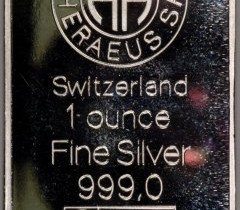 HERAEUS
Switzerland
1 ounce
Fine Silver
999,0